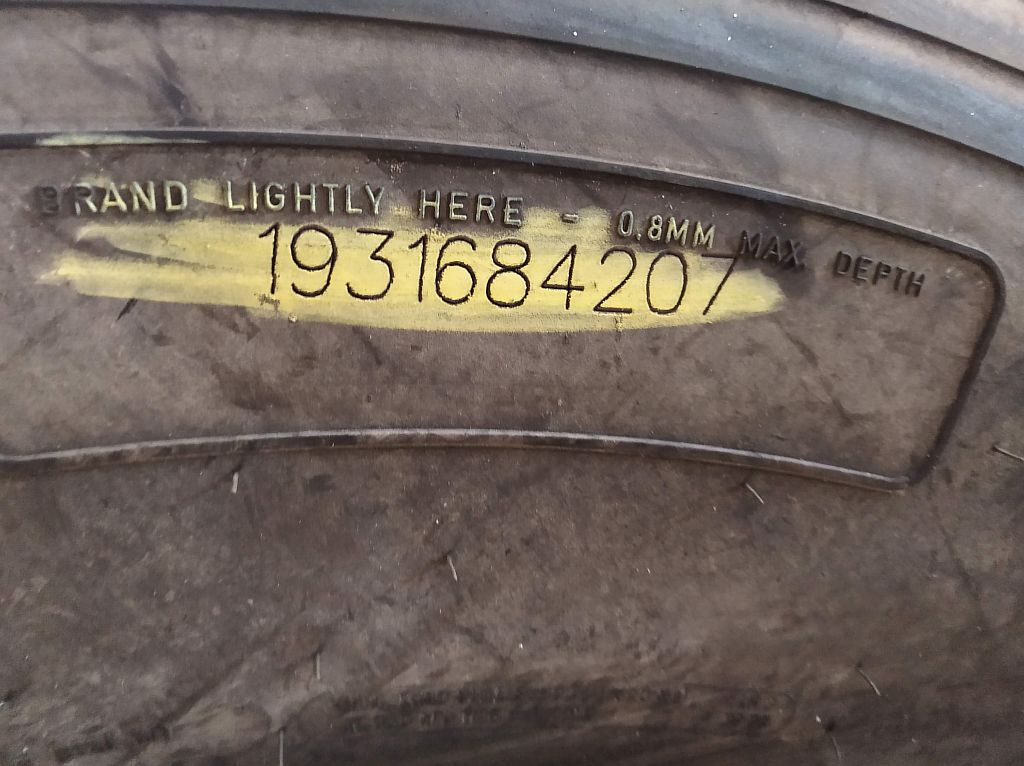 BRAND LIGHTLY HERE - 0.8MM MAX. DEPTH
1931684207